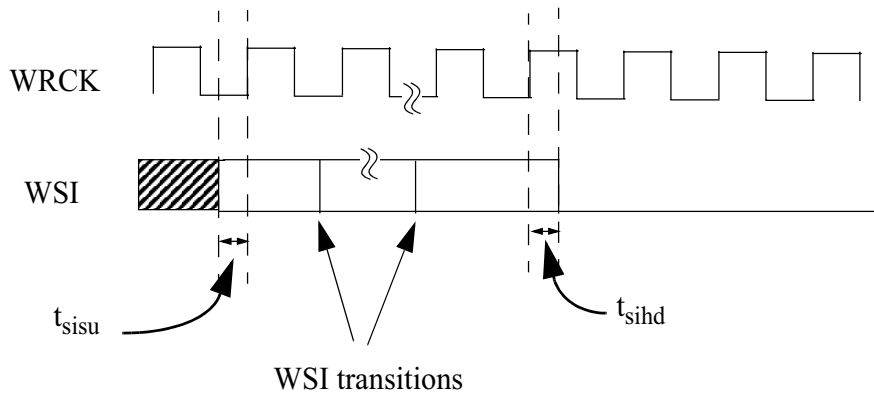 WRCK
WSI
t_sisu
t_sihd
WSI transitions